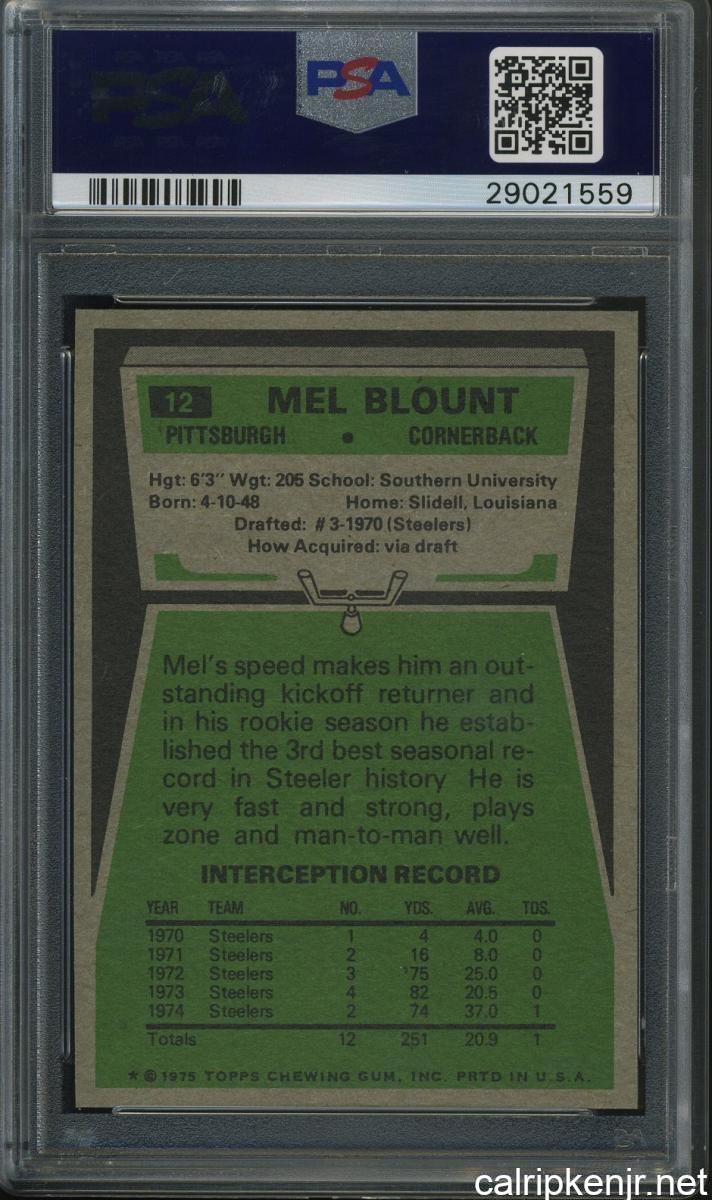 PSA
29021559
12 MEL BLOUNT
PITTSBURGH • CORNERBACK
Hgt: 6'3" Wgt: 205 School: Southern University
Born: 4-10-48 Home: Slidell, Louisiana
Drafted: #3-1970 (Steelers)
How Acquired: via draft
Mel's speed makes him an out-
standing kickoff returner and
in his rookie season he estab-
lished the 3rd best seasonal re-
cord in Steeler history He is
very fast and strong, plays
zone and man-to-man well.
INTERCEPTION RECORD
YEAR TEAM NO. YDS. AVG. TDS.
1970 Steelers 1 4 4.0 0
1971 Steelers 2 16 8.0 0
1972 Steelers 3 75 25.0 0
1973 Steelers 4 82 20.5 0
1974 Steelers 2 74 37.0 1
Totals 12 251 20.9 1
* © 1975 TOPPS CHEWING GUM, INC. PRTD IN U.S.A.
calripkenjr.net